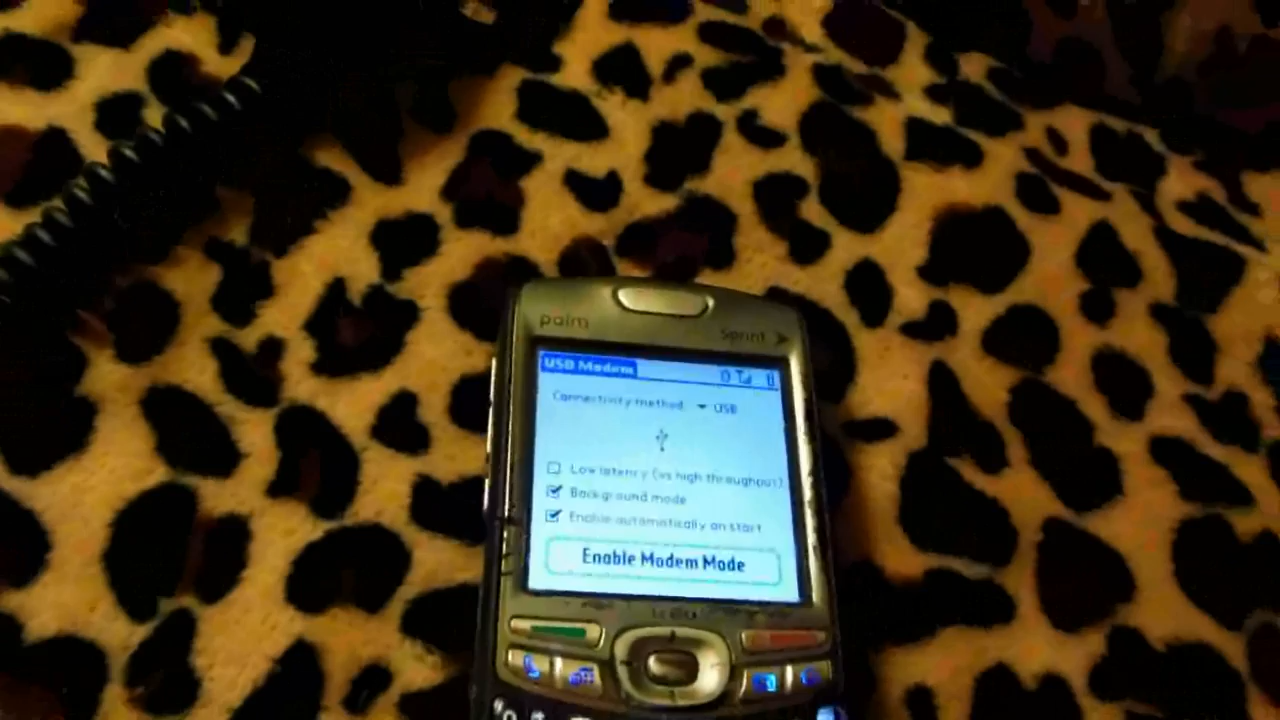 palm
Sprint
USB Modem
Connectivity method: USB
Low latency (vs high throughput)
Background mode
Enable automatically on start
Enable Modem Mode